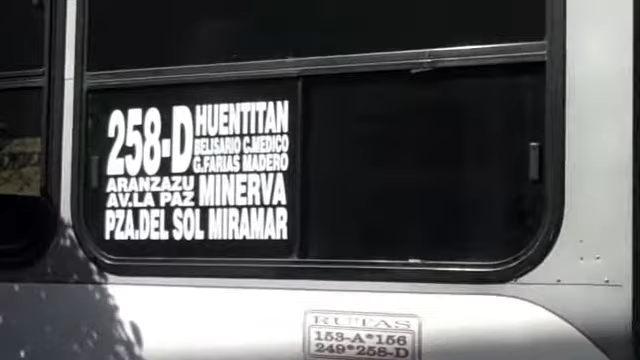 258-D HUENTITAN
BELISARIO C.MEDICO
G.FARIAS MADERO
ARANZAZU MINERVA
AV.LA PAZ
PZA.DEL SOL MIRAMAR
RUTAS
153-A*156
249*258-D